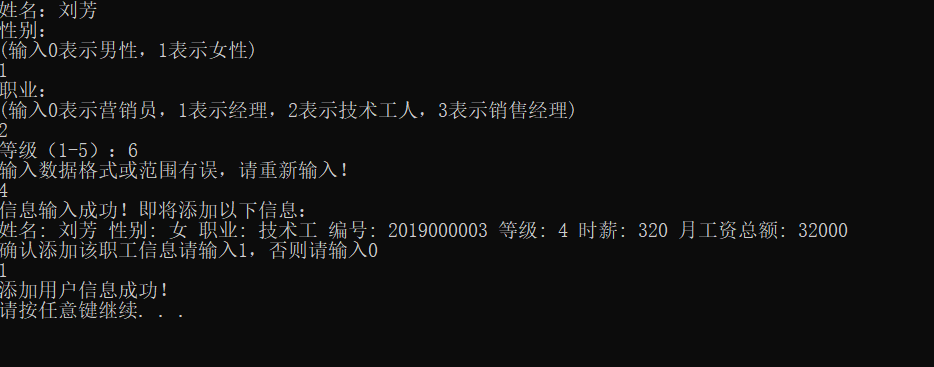 姓名：刘芳
性别：
(输入0表示男性，1表示女性)
1
职业：
(输入0表示营销员，1表示经理，2表示技术工人，3表示销售经理)
2
等级（1-5）：6
输入数据格式或范围有误，请重新输入！
4
信息输入成功！即将添加以下信息：
姓名: 刘芳 性别: 女 职业: 技术工 编号: 2019000003 等级: 4 时薪: 320 月工资总额: 32000
确认添加该职工信息请输入1，否则请输入0
1
添加用户信息成功！
请按任意键继续. . .